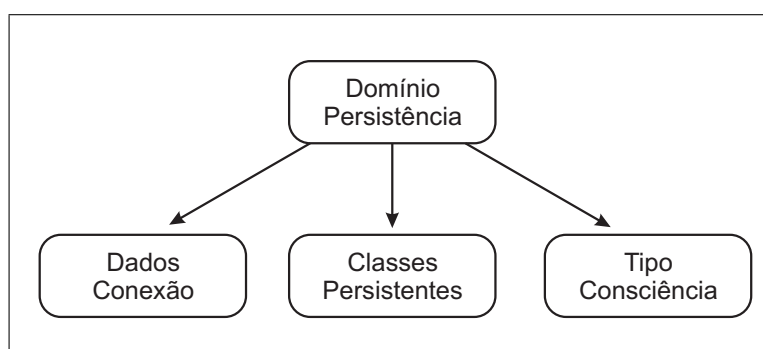 Domínio
Persistência
Dados
Conexão
Classes
Persistentes
Tipo
Consciência